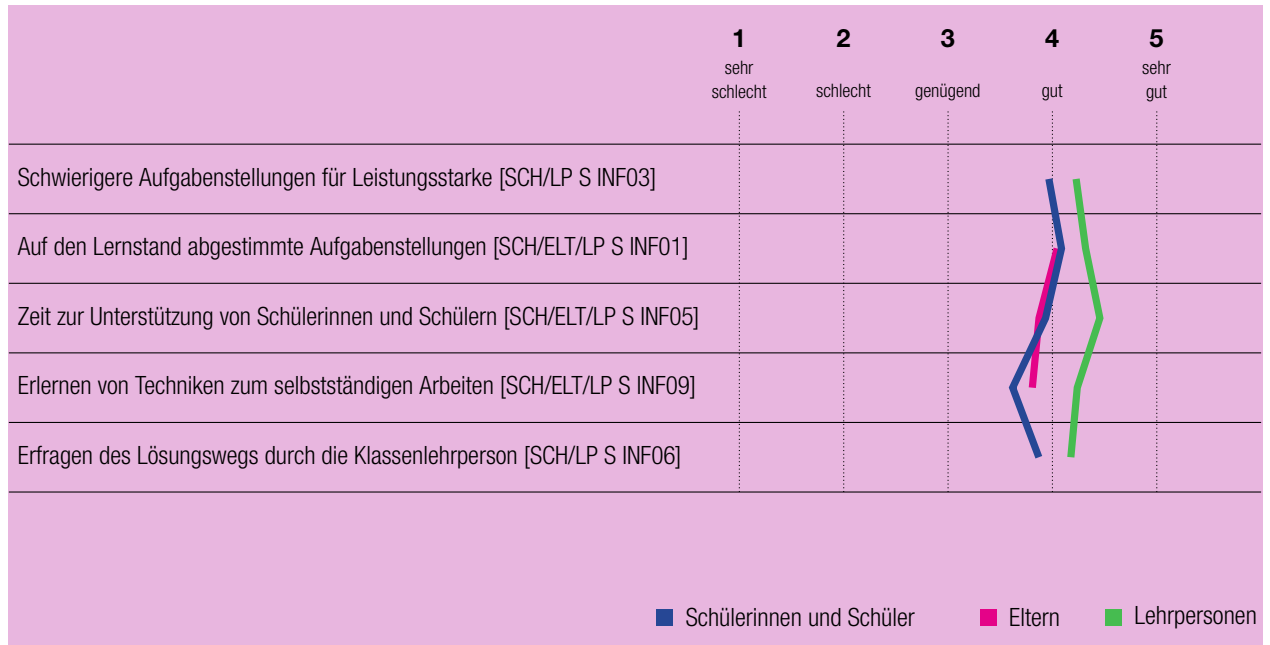 1 2 3 4 5
sehr schlecht schlecht genügend gut sehr gut
Schwierigere Aufgabenstellungen für Leistungsstarke [SCH/LP S INF03]
Auf den Lernstand abgestimmte Aufgabenstellungen [SCH/ELT/LP S INF01]
Zeit zur Unterstützung von Schülerinnen und Schülern [SCH/ELT/LP S INF05]
Erlernen von Techniken zum selbstständigen Arbeiten [SCH/ELT/LP S INF09]
Erfragen des Lösungswegs durch die Klassenlehrperson [SCH/LP S INF06]
Schülerinnen und Schüler Eltern Lehrpersonen